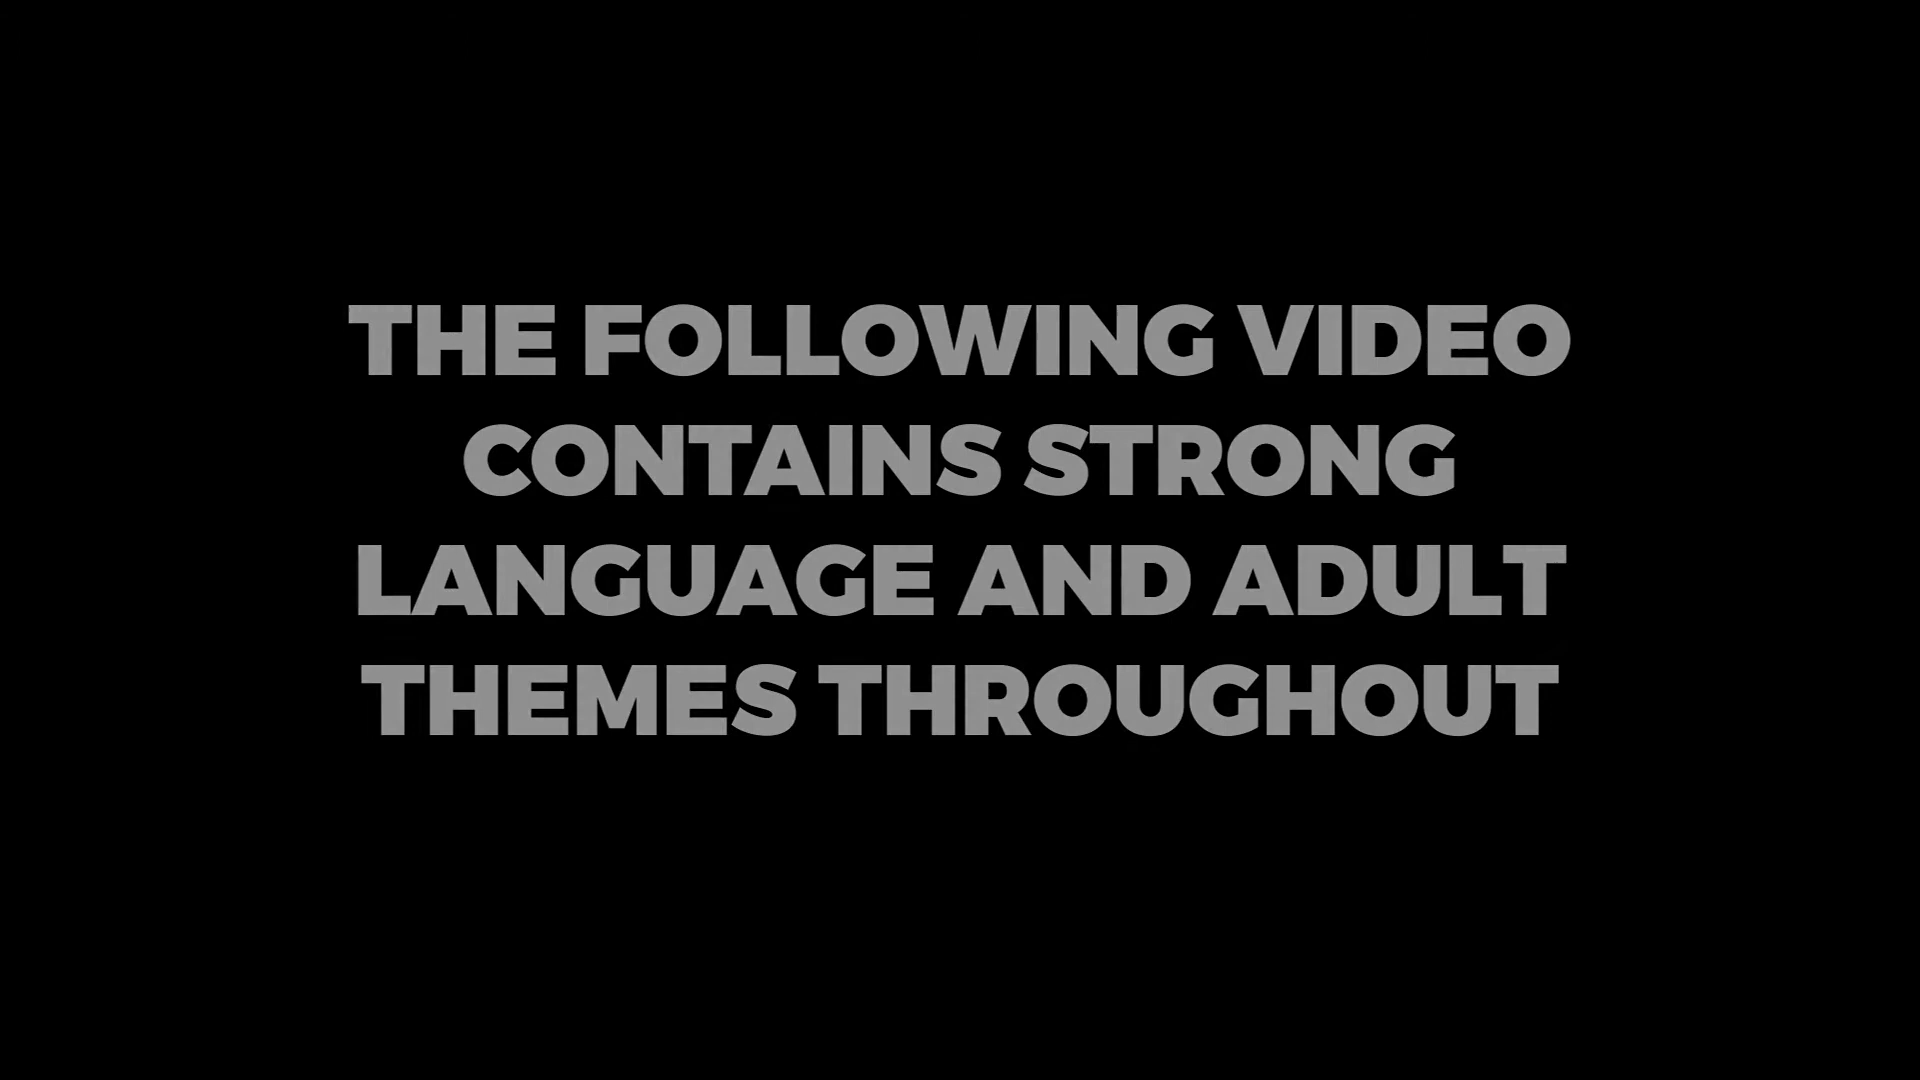 THE FOLLOWING VIDEO
CONTAINS STRONG
LANGUAGE AND ADULT
THEMES THROUGHOUT